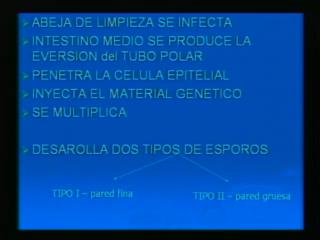 ABEJA DE LIMPIEZA SE INFECTA
INTESTINO MEDIO SE PRODUCE LA
EVERSION del TUBO POLAR
PENETRA LA CELULA EPITELIAL
INYECTA EL MATERIAL GENETICO
SE MULTIPLICA
DESAROLLA DOS TIPOS DE ESPOROS
TIPO I – pared fina
TIPO II – pared gruesa